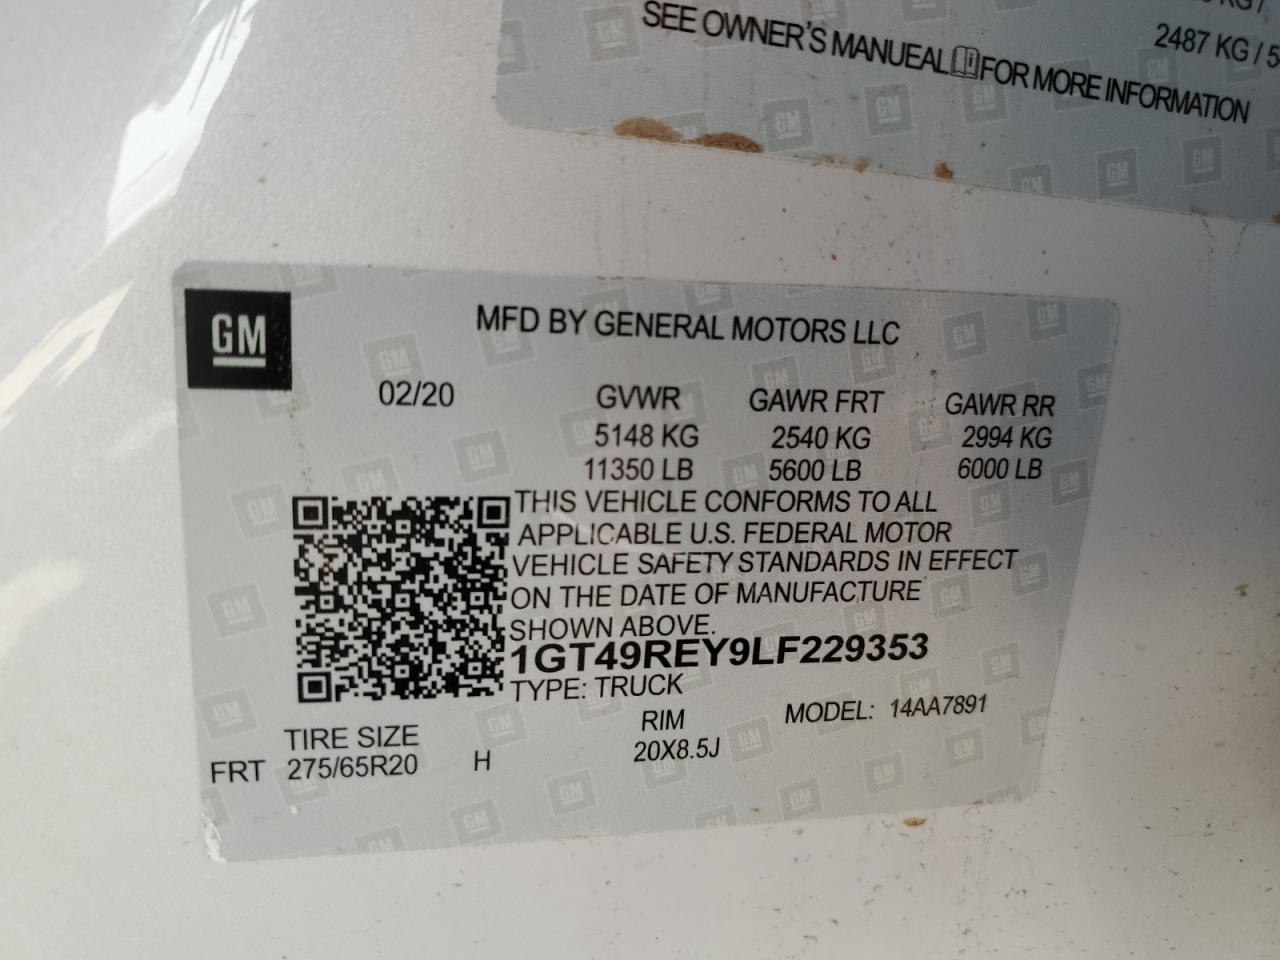 SEE OWNER'S MANUEAL FOR MORE INFORMATION
2487 KG / 5
GM
MFD BY GENERAL MOTORS LLC
02/20 GVWR GAWR FRT GAWR RR
5148 KG 2540 KG 2994 KG
11350 LB 5600 LB 6000 LB
THIS VEHICLE CONFORMS TO ALL
APPLICABLE U.S. FEDERAL MOTOR
VEHICLE SAFETY STANDARDS IN EFFECT
ON THE DATE OF MANUFACTURE
SHOWN ABOVE.
1GT49REY9LF229353
TYPE: TRUCK
TIRE SIZE RIM MODEL: 14AA7891
FRT 275/65R20 H 20X8.5J